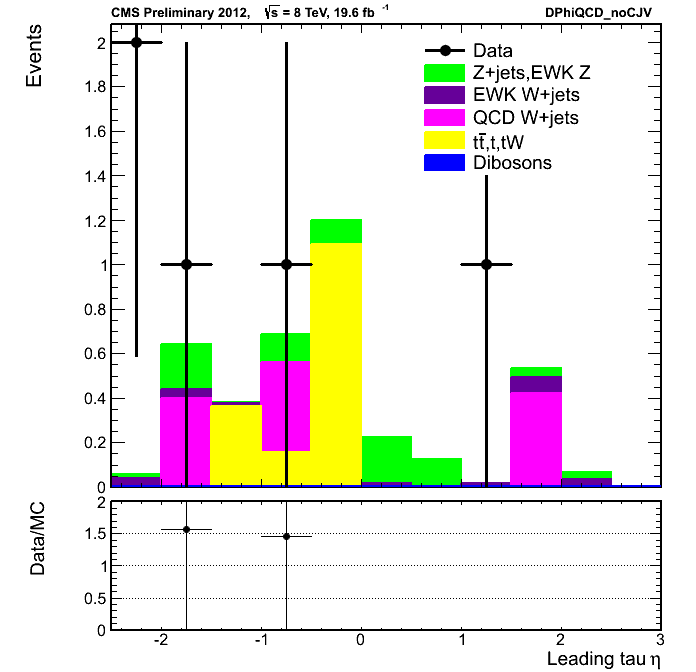 CMS Preliminary 2012, √s = 8 TeV, 19.6 fb⁻¹ DPhiQCD_noCJV
Events
2
1.8
1.6
1.4
1.2
1
0.8
0.6
0.4
0.2
0
Data
Z+jets,EWK Z
EWK W+jets
QCD W+jets
tt̅,t,tW
Dibosons
Data/MC
2
1.5
1
0.5
0
-2 -1 0 1 2 3
Leading tau η